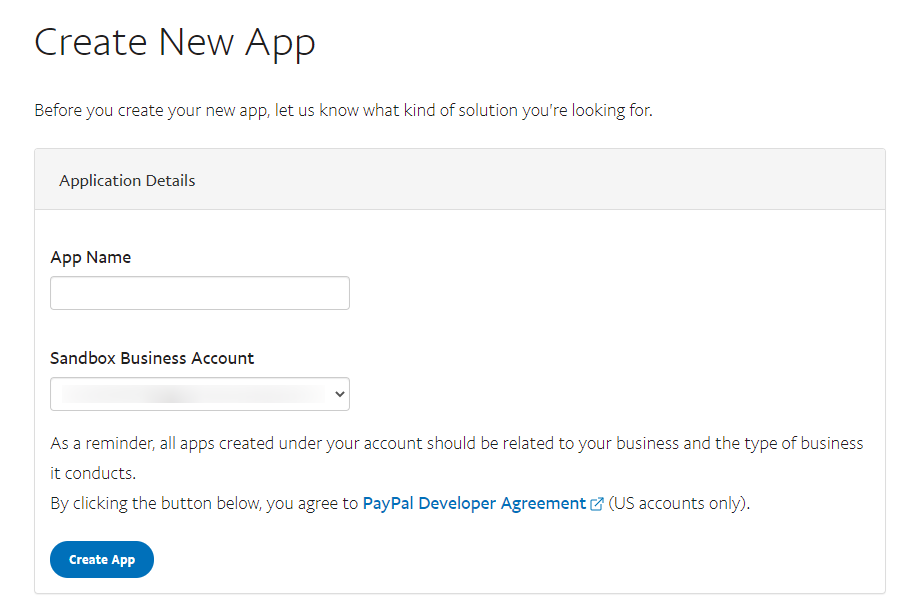 Create New App
Before you create your new app, let us know what kind of solution you're looking for.
Application Details
App Name
Sandbox Business Account
As a reminder, all apps created under your account should be related to your business and the type of business
it conducts.
By clicking the button below, you agree to PayPal Developer Agreement (US accounts only).
Create App